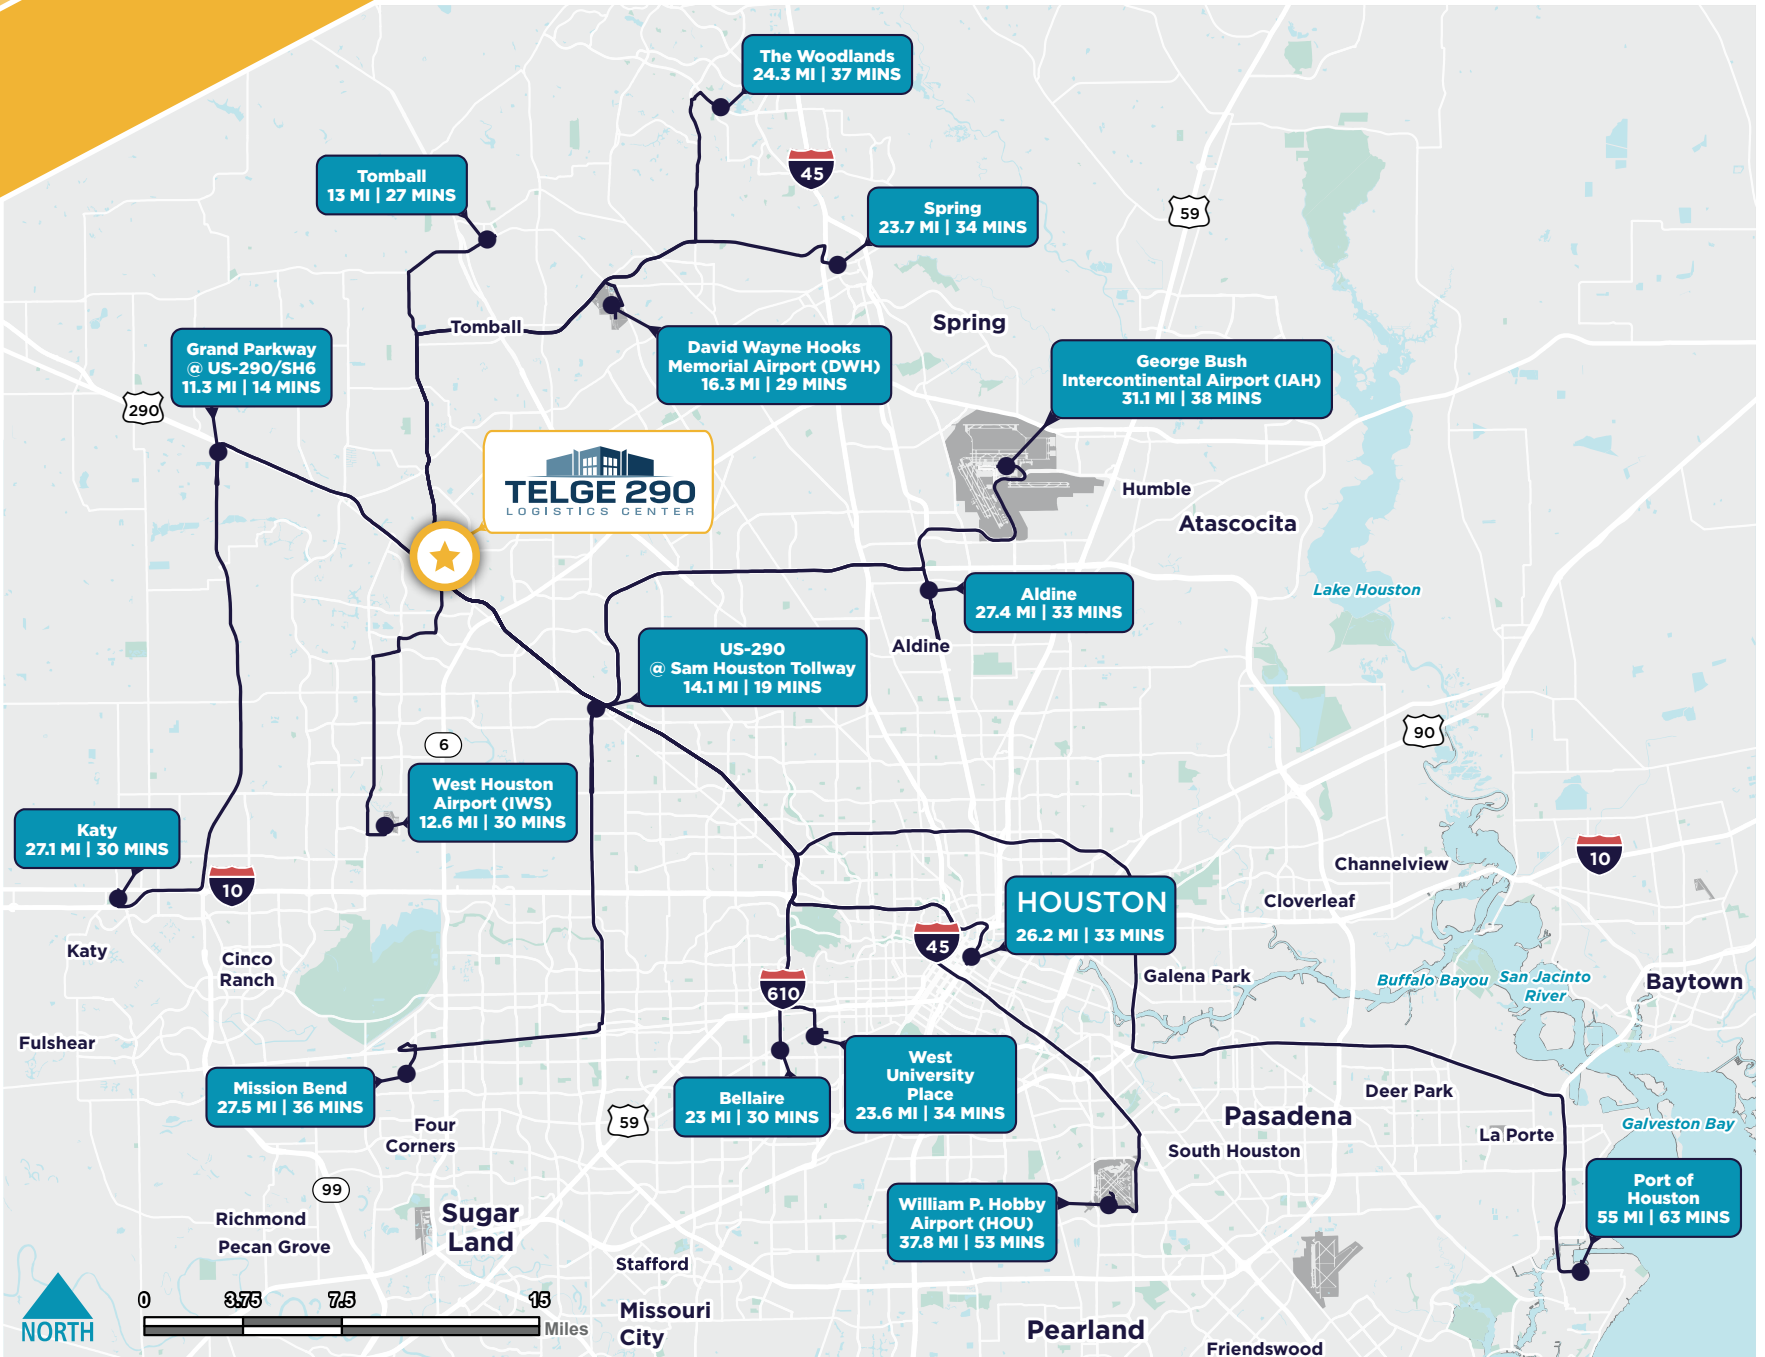 The Woodlands
24.3 MI | 37 MINS
45
Tomball
13 MI | 27 MINS
Spring
23.7 MI | 34 MINS
59
Tomball
Spring
Grand Parkway
@ US-290/SH6
11.3 MI | 14 MINS
290
David Wayne Hooks
Memorial Airport (DWH)
16.3 MI | 29 MINS
George Bush
Intercontinental Airport (IAH)
31.1 MI | 38 MINS
TELGE 290
LOGISTICS CENTER
Humble
Atascocita
Lake Houston
Aldine
27.4 MI | 33 MINS
Aldine
US-290
@ Sam Houston Tollway
14.1 MI | 19 MINS
6
90
West Houston
Airport (IWS)
12.6 MI | 30 MINS
Katy
27.1 MI | 30 MINS
10
10
Channelview
Cloverleaf
HOUSTON
26.2 MI | 33 MINS
45
Katy
Cinco
Ranch
610
Galena Park
Buffalo Bayou
San Jacinto
River
Baytown
Fulshear
Mission Bend
27.5 MI | 36 MINS
Bellaire
23 MI | 30 MINS
West
University
Place
23.6 MI | 34 MINS
Deer Park
Pasadena
59
Four
Corners
Galveston Bay
La Porte
South Houston
99
William P. Hobby
Airport (HOU)
37.8 MI | 53 MINS
Port of
Houston
55 MI | 63 MINS
Richmond
Pecan Grove
Sugar
Land
Stafford
Missouri
City
Pearland
Friendswood
NORTH
0 3.75 7.5 15
Miles